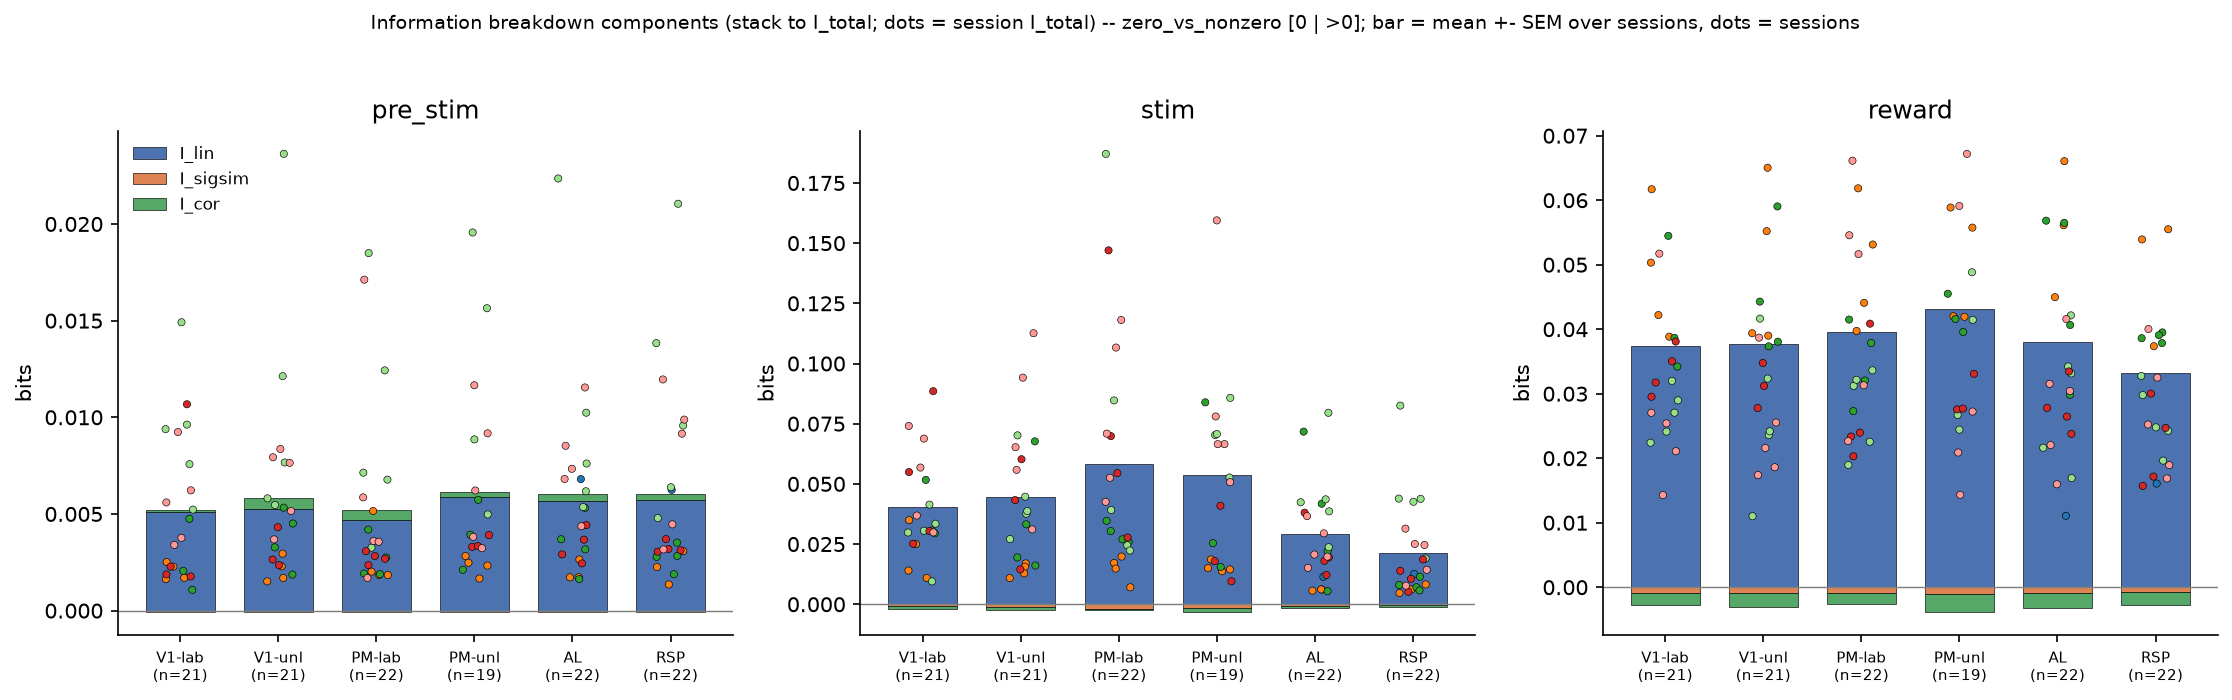 Information breakdown components (stack to I_total; dots = session I_total) -- zero_vs_nonzero [0 | >0]; bar = mean +- SEM over sessions, dots = sessions
pre_stim
bits
0.020
0.015
0.010
0.005
0.000
I_lin
I_sigsim
I_cor
V1-lab
(n=21)
V1-unl
(n=21)
PM-lab
(n=22)
PM-unl
(n=19)
AL
(n=22)
RSP
(n=22)
stim
bits
0.175
0.150
0.125
0.100
0.075
0.050
0.025
0.000
V1-lab
(n=21)
V1-unl
(n=21)
PM-lab
(n=22)
PM-unl
(n=19)
AL
(n=22)
RSP
(n=22)
reward
bits
0.07
0.06
0.05
0.04
0.03
0.02
0.01
0.00
V1-lab
(n=21)
V1-unl
(n=21)
PM-lab
(n=22)
PM-unl
(n=19)
AL
(n=22)
RSP
(n=22)